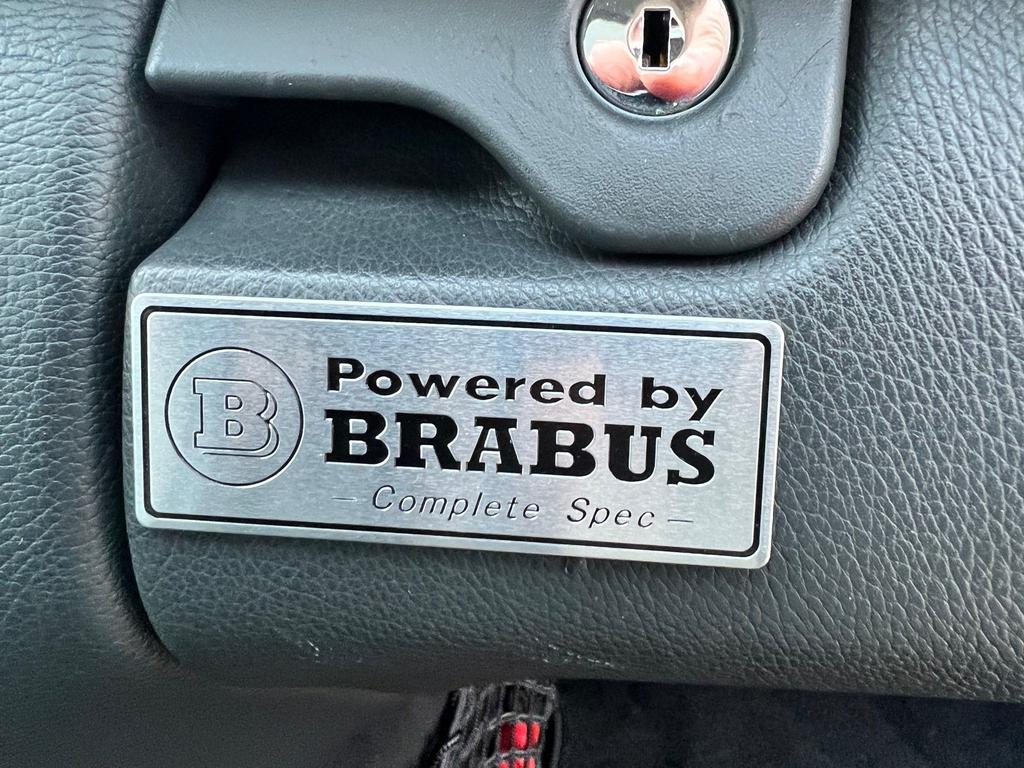 B
Powered by
BRABUS
- Complete Spec -